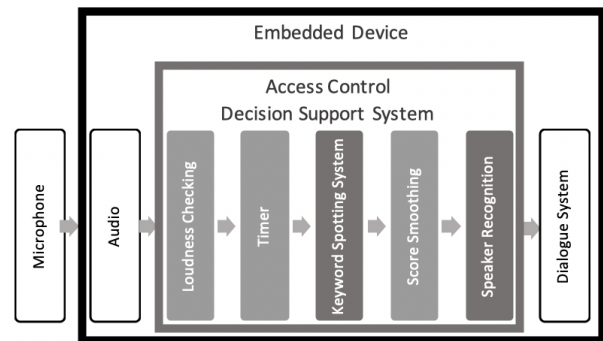 Embedded Device
Access Control
Decision Support System
Microphone
Audio
Loudness Checking
Timer
Keyword Spotting System
Score Smoothing
Speaker Recognition
Dialogue System